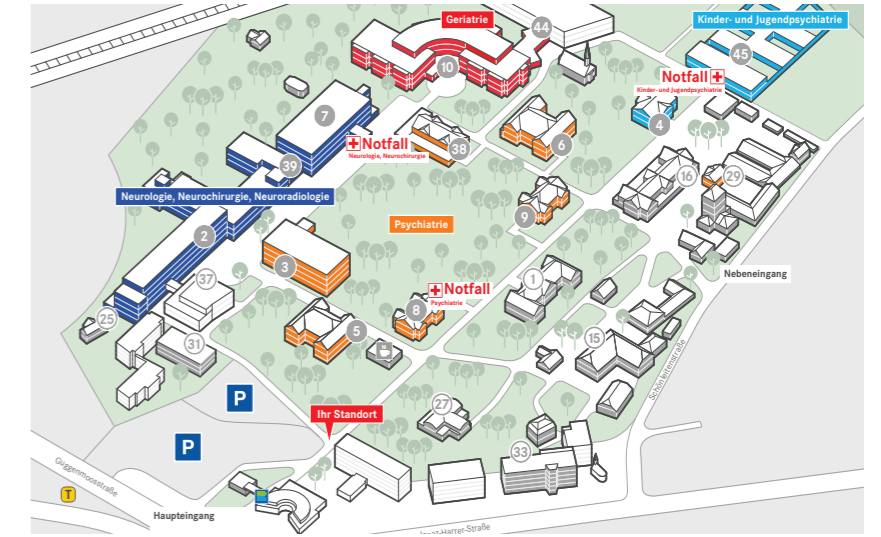 Geriatrie
44
Kinder- und Jugendpsychiatrie
45
10
Notfall
Kinder- und Jugendpsychiatrie
7
4
Notfall
Neurologie, Neurochirurgie
38
6
39
16
29
Neurologie, Neurochirurgie, Neuroradiologie
9
Psychiatrie
2
3
1
Nebeneingang
37
Notfall
Psychiatrie
8
25
5
31
15
Schönleitenstraße
P
27
Ihr Standort
P
33
Guggenmoosstraße
T
Haupteingang